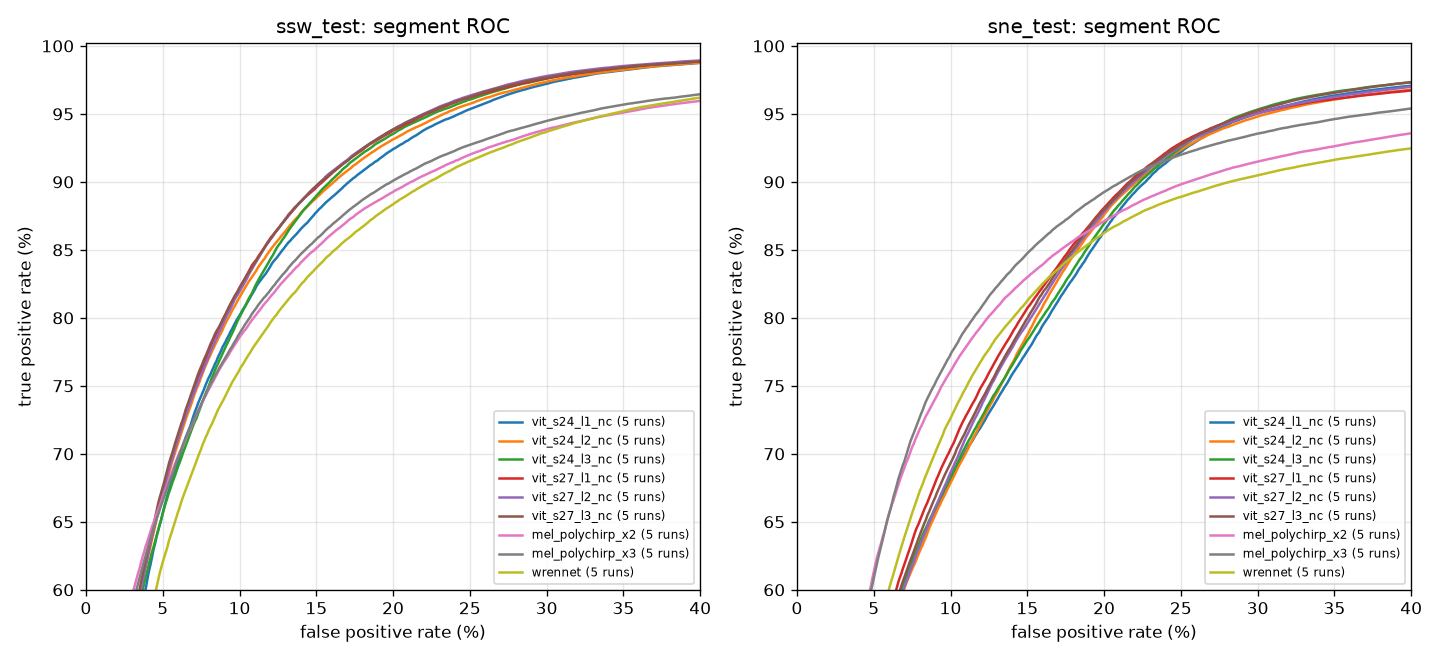 ssw_test: segment ROC
true positive rate (%)
100
95
90
85
80
75
70
65
60
0 5 10 15 20 25 30 35 40
false positive rate (%)
vit_s24_l1_nc (5 runs)
vit_s24_l2_nc (5 runs)
vit_s24_l3_nc (5 runs)
vit_s27_l1_nc (5 runs)
vit_s27_l2_nc (5 runs)
vit_s27_l3_nc (5 runs)
mel_polychirp_x2 (5 runs)
mel_polychirp_x3 (5 runs)
wrennet (5 runs)
sne_test: segment ROC
true positive rate (%)
100
95
90
85
80
75
70
65
60
0 5 10 15 20 25 30 35 40
false positive rate (%)
vit_s24_l1_nc (5 runs)
vit_s24_l2_nc (5 runs)
vit_s24_l3_nc (5 runs)
vit_s27_l1_nc (5 runs)
vit_s27_l2_nc (5 runs)
vit_s27_l3_nc (5 runs)
mel_polychirp_x2 (5 runs)
mel_polychirp_x3 (5 runs)
wrennet (5 runs)